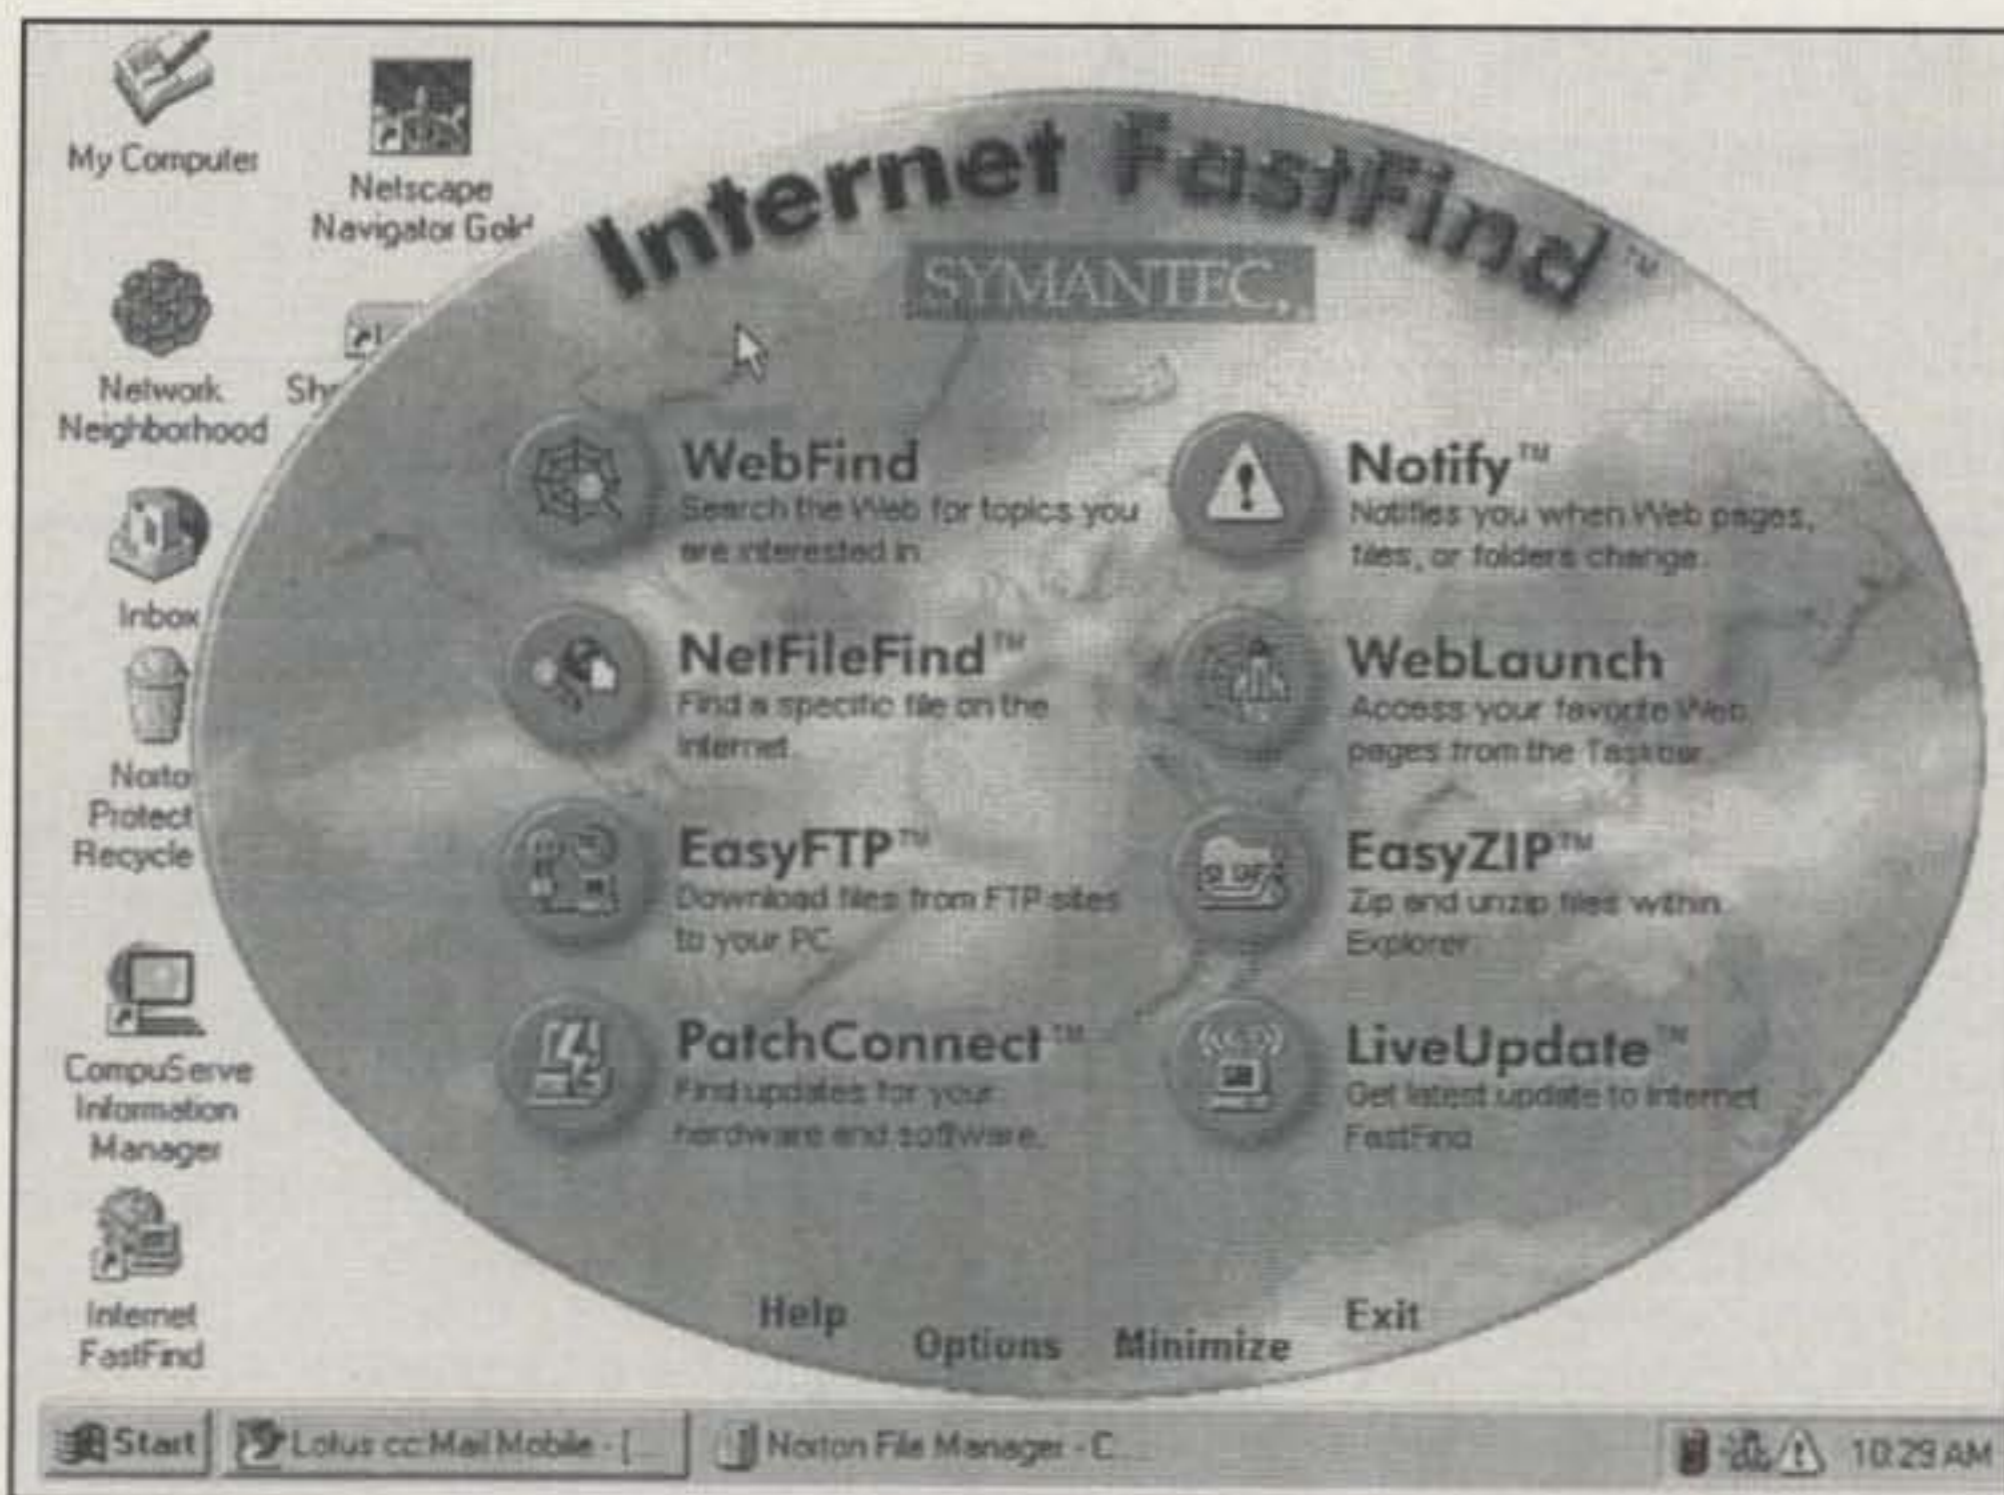 My Computer
Netscape
Navigator Gold
Network
Neighborhood
Inbox
Norto
Protect
Recycle
CompuServe
Information
Manager
Internet
FastFind
Internet FastFind™
SYMANTEC.
WebFind
Search the Web for topics you
are interested in.
NetFileFind™
Find a specific file on the
Internet.
EasyFTP™
Download files from FTP sites
to your PC.
PatchConnect™
Find updates for your
hardware and software.
Notify™
Notifies you when Web pages,
files, or folders change.
WebLaunch
Access your favorite Web
pages from the Taskbar.
EasyZIP™
Zip and unzip files within
Explorer.
LiveUpdate™
Get latest update to Internet
FastFind
Help
Options
Minimize
Exit
Start
Lotus cc:Mail Mobile - [...
Norton File Manager - C...
10:29 AM